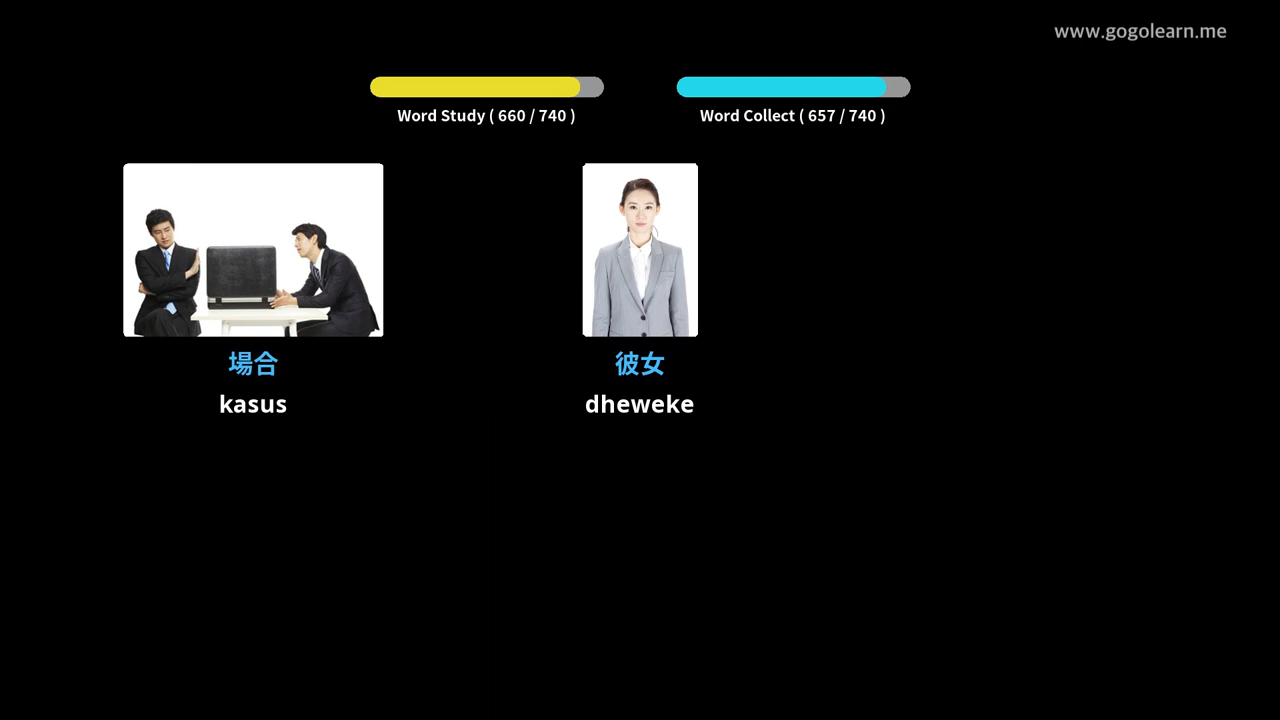 www.gogolearn.me
Word Study ( 660 / 740 )
Word Collect ( 657 / 740 )
場合
kasus
彼女
dheweke